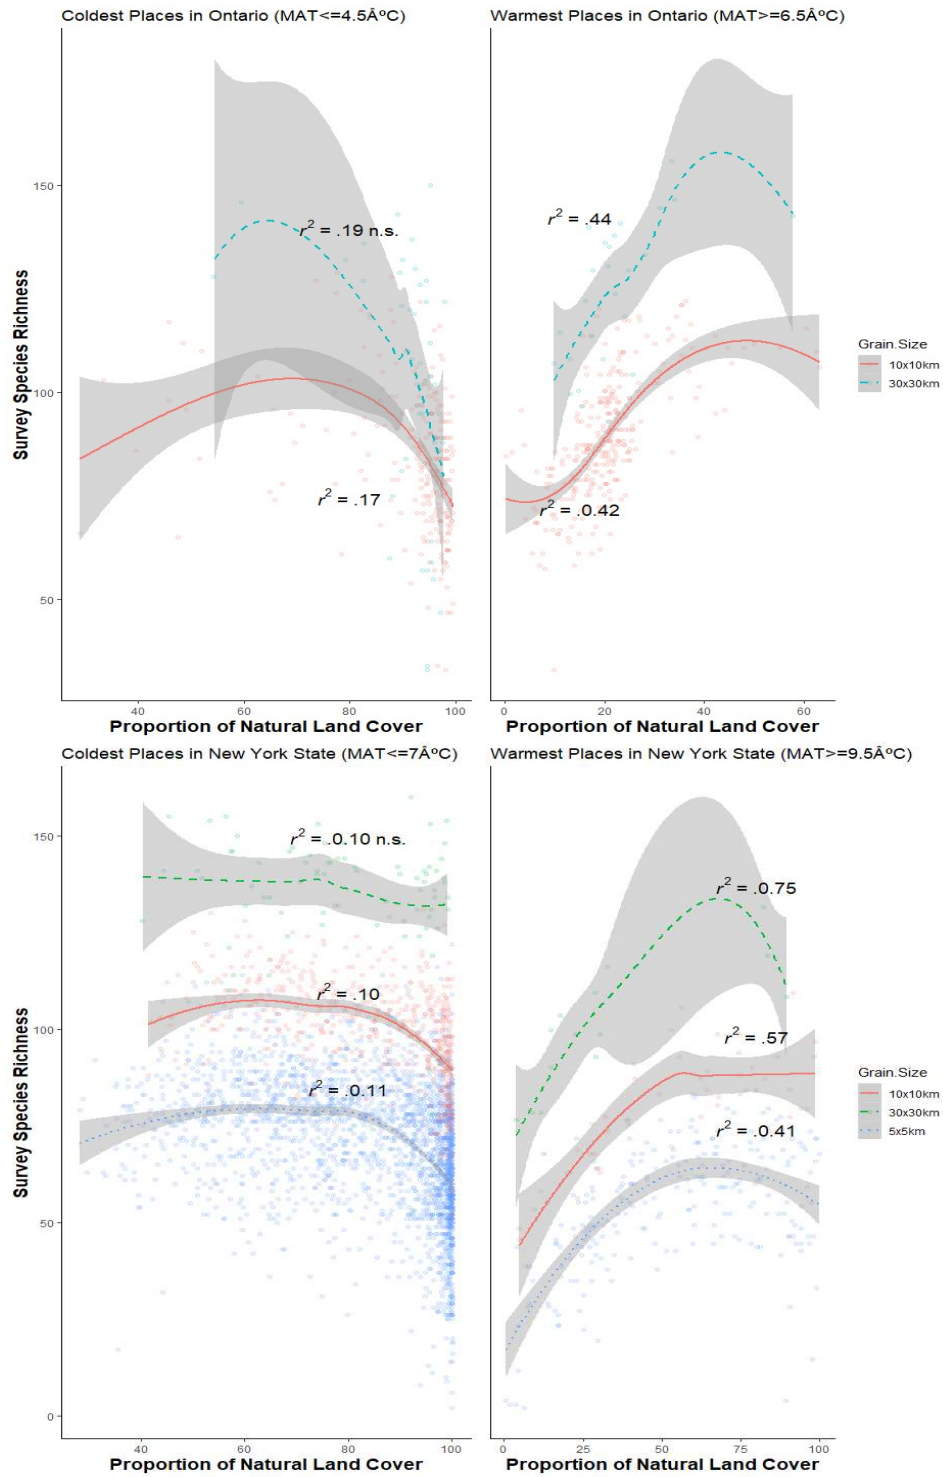 Coldest Places in Ontario (MAT<=4.5ÂºC)
Warmest Places in Ontario (MAT>=6.5ÂºC)
Survey Species Richness
150
100
50
r² = .19 n.s.
r² = .17
40 60 80 100
Proportion of Natural Land Cover
r² = .44
r² = .0.42
0 20 40 60
Proportion of Natural Land Cover
Grain.Size
10x10km
30x30km
Coldest Places in New York State (MAT<=7ÂºC)
Warmest Places in New York State (MAT>=9.5ÂºC)
Survey Species Richness
150
100
50
0
r² = .0.10 n.s.
r² = .10
r² = .0.11
40 60 80 100
Proportion of Natural Land Cover
r² = .0.75
r² = .57
r² = .0.41
0 25 50 75 100
Proportion of Natural Land Cover
Grain.Size
10x10km
30x30km
5x5km